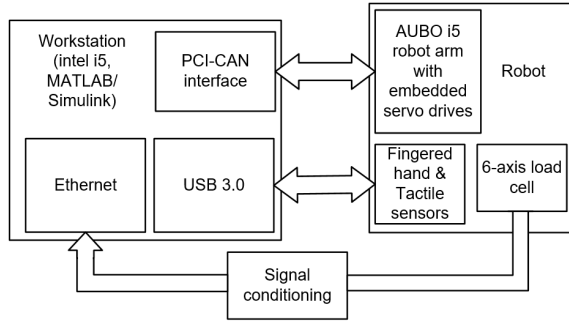 Workstation
(intel i5,
MATLAB/
Simulink)
PCI-CAN
interface
Ethernet
USB 3.0
AUBO i5
robot arm
with
embedded
servo drives
Robot
Fingered
hand &
Tactile
sensors
6-axis load
cell
Signal
conditioning